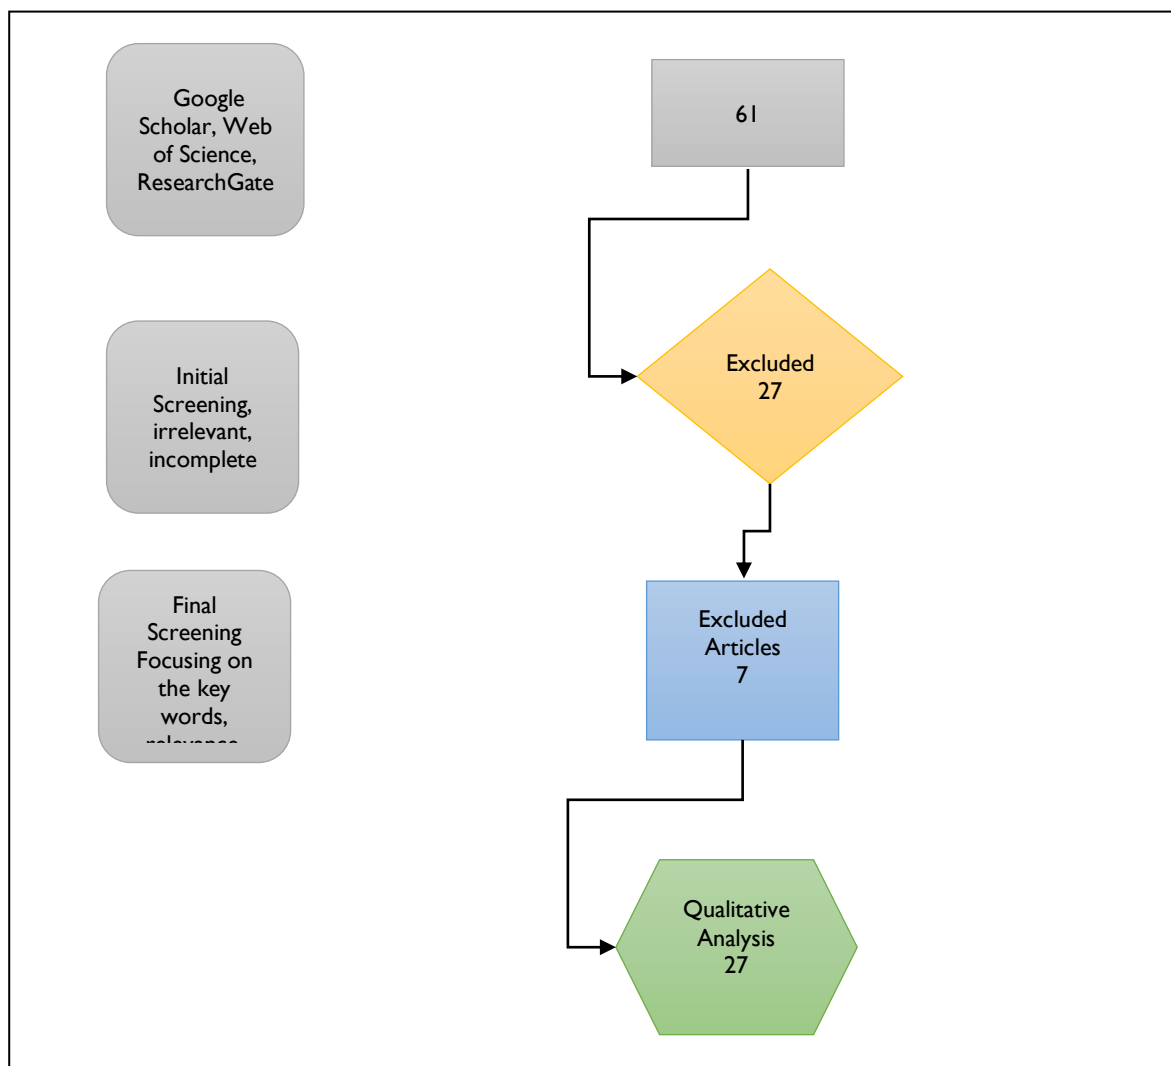 Google
Scholar, Web
of Science,
ResearchGate
61
Initial
Screening,
irrelevant,
incomplete
Excluded
27
Final
Screening
Focusing on
the key
words,
relevance
Excluded
Articles
7
Qualitative
Analysis
27